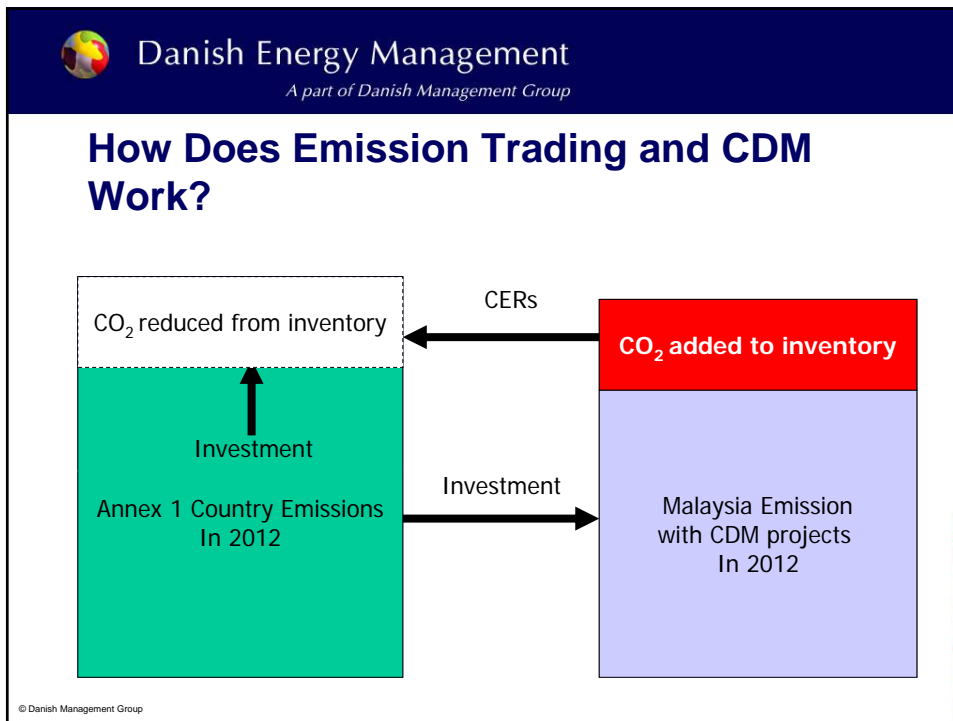 Danish Energy Management
A part of Danish Management Group
How Does Emission Trading and CDM
Work?
CO₂ reduced from inventory
CERs
CO₂ added to inventory
Investment
Annex 1 Country Emissions
In 2012
Investment
Malaysia Emission
with CDM projects
In 2012
© Danish Management Group